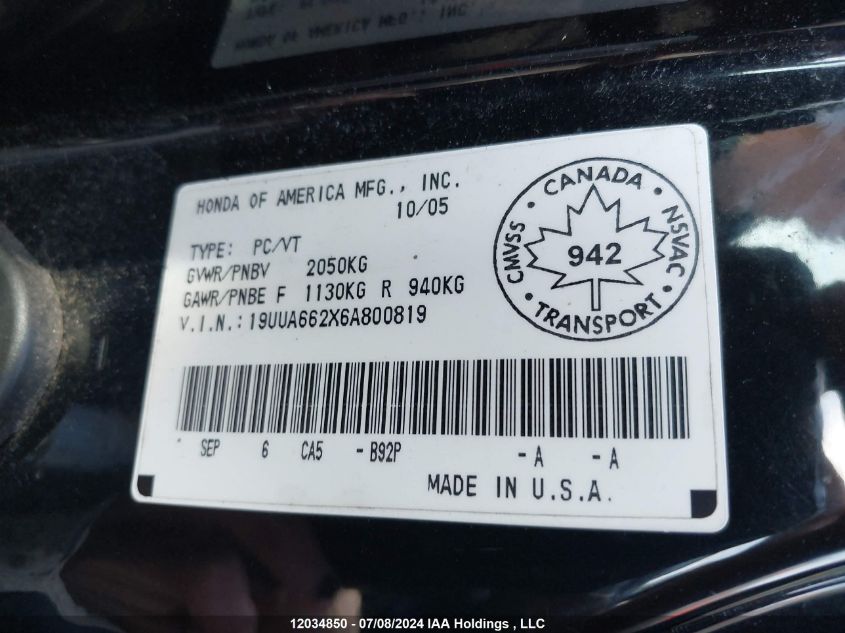 HONDA OF AMERICA MFG., INC.
10/05
TYPE: PC/VT
GVWR/PNBV 2050KG
GAWR/PNBE F 1130KG R 940KG
V.I.N.: 19UUA662X6A800819
CANADA
CMVSS 942 NSVAC
TRANSPORT
SEP 6 CA5 -B92P -A -A
MADE IN U.S.A.
12034850 - 07/08/2024 IAA Holdings , LLC